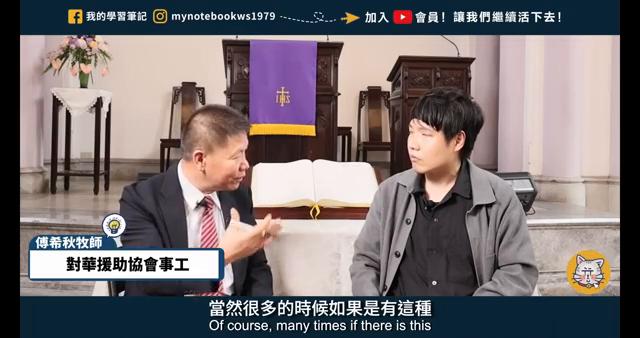 我的學習筆記 mynotebookws1979 加入 會員！讓我們繼續活下去！
IHS
傅希秋牧師
對華援助協會事工
當然很多的時候如果是有這種
Of course, many times if there is this